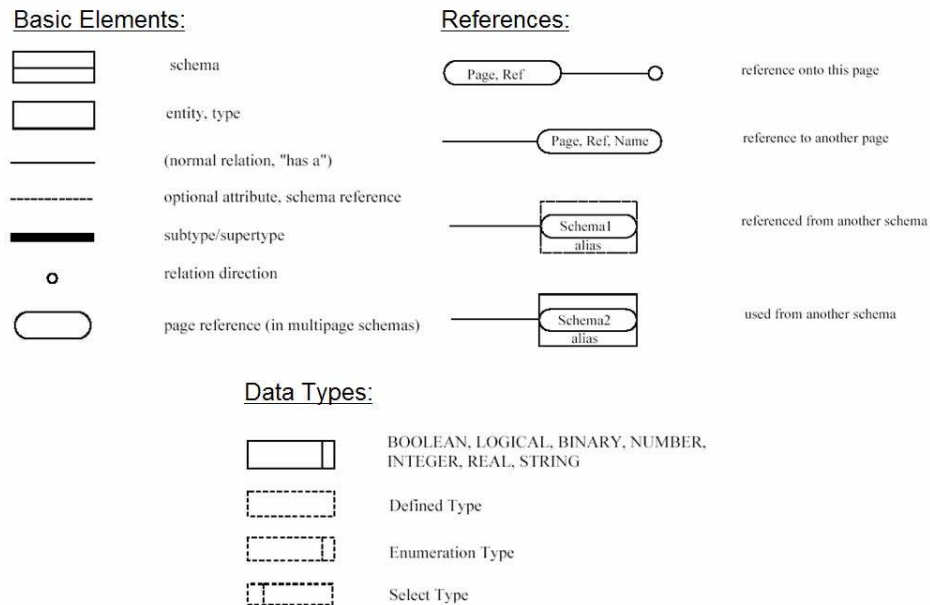 Basic Elements:
schema
entity, type
(normal relation, "has a")
optional attribute, schema reference
subtype/supertype
relation direction
page reference (in multipage schemas)
References:
Page, Ref
reference onto this page
Page, Ref, Name
reference to another page
Schema1
alias
referenced from another schema
Schema2
alias
used from another schema
Data Types:
BOOLEAN, LOGICAL, BINARY, NUMBER,
INTEGER, REAL, STRING
Defined Type
Enumeration Type
Select Type